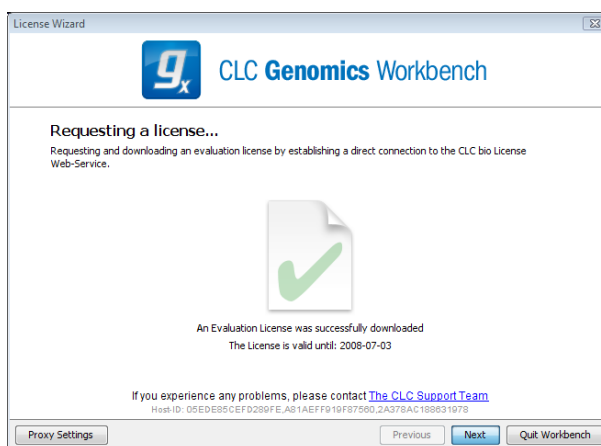 License Wizard
gx CLC Genomics Workbench
Requesting a license...
Requesting and downloading an evaluation license by establishing a direct connection to the CLC bio License
Web-Service.
An Evaluation License was successfully downloaded
The License is valid until: 2008-07-03
If you experience any problems, please contact The CLC Support Team
Host-ID: D5EDE85CEFD289FE,A81AEFF919F87560,2A378AC188631978
Proxy Settings Previous Next Quit Workbench